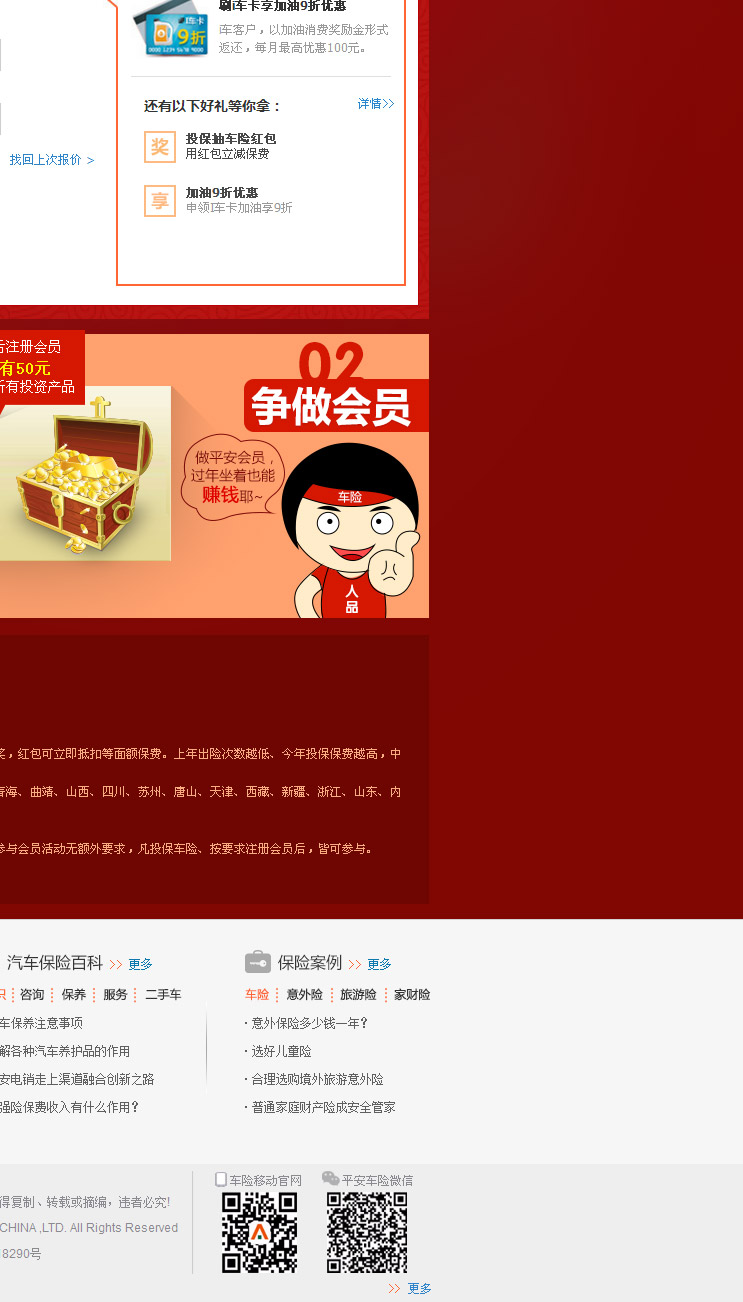 刷i车卡享加油9折优惠
i车客户，以加油消费奖励金形式
返还，每月最高优惠100元。
I车卡
9折
还有以下好礼等你拿：
详情>>
奖
投保抽车险红包
用红包立减保费
找回上次报价 >
享
加油9折优惠
申领I车卡加油享9折
后注册会员
有50元
所有投资产品
02
争做会员
做平安会员，
过年坐着也能
赚钱耶~
车险
人品
奖，红包可立即抵扣等面额保费。上年出险次数越低、今年投保保费越高，中
青海、曲靖、山西、四川、苏州、唐山、天津、西藏、新疆、浙江、山东、内
参与会员活动无额外要求，凡投保车险、按要求注册会员后，皆可参与。
汽车保险百科 >> 更多
识 咨询 保养 服务 二手车
车保养注意事项
解各种汽车养护品的作用
安电销走上渠道融合创新之路
强险保费收入有什么作用？
保险案例 >> 更多
车险 意外险 旅游险 家财险
· 意外保险多少钱一年？
· 选好儿童险
· 合理选购境外旅游意外险
· 普通家庭财产险成安全管家
得复制、转载或摘编，违者必究!
CHINA ,LTD. All Rights Reserved
8290号
车险移动官网
平安车险微信
>> 更多